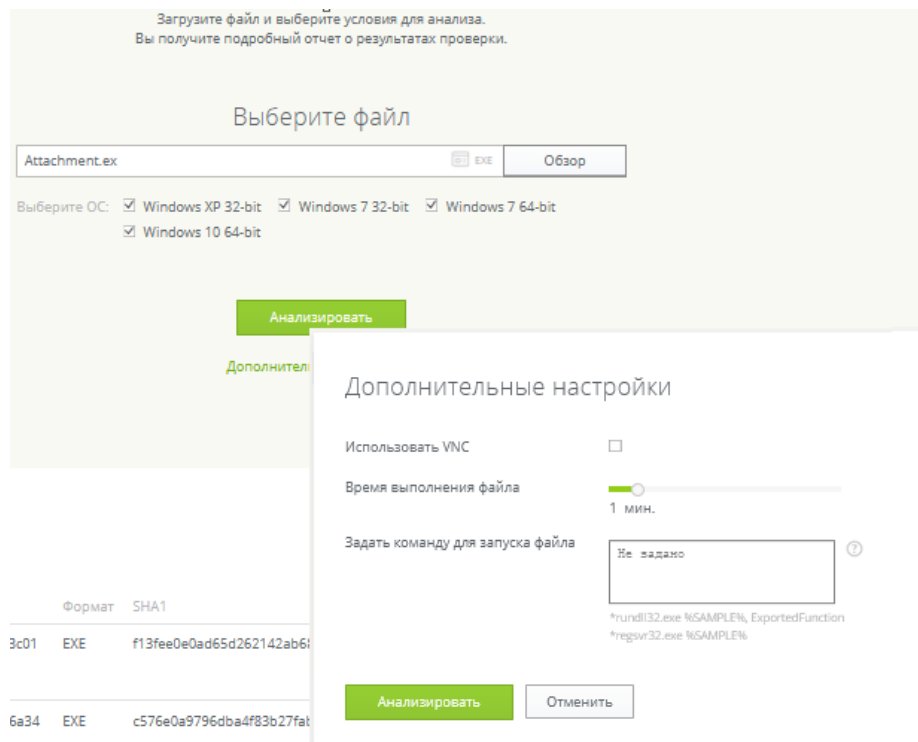 Загрузите файл и выберите условия для анализа.
Вы получите подробный отчет о результатах проверки.
Выберите файл
Attachment.ex EXE Обзор
Выберите ОС: Windows XP 32-bit Windows 7 32-bit Windows 7 64-bit
Windows 10 64-bit
Анализировать
Дополнител
Дополнительные настройки
Использовать VNC
Время выполнения файла
1 мин.
Задать команду для запуска файла
Не задано
*rundll32.exe %SAMPLE%, ExportedFunction
*regsvr32.exe %SAMPLE%
Анализировать Отменить
Формат SHA1
3c01 EXE f13fee0e0ad65d262142ab68
6a34 EXE c576e0a9796dba4f83b27fab